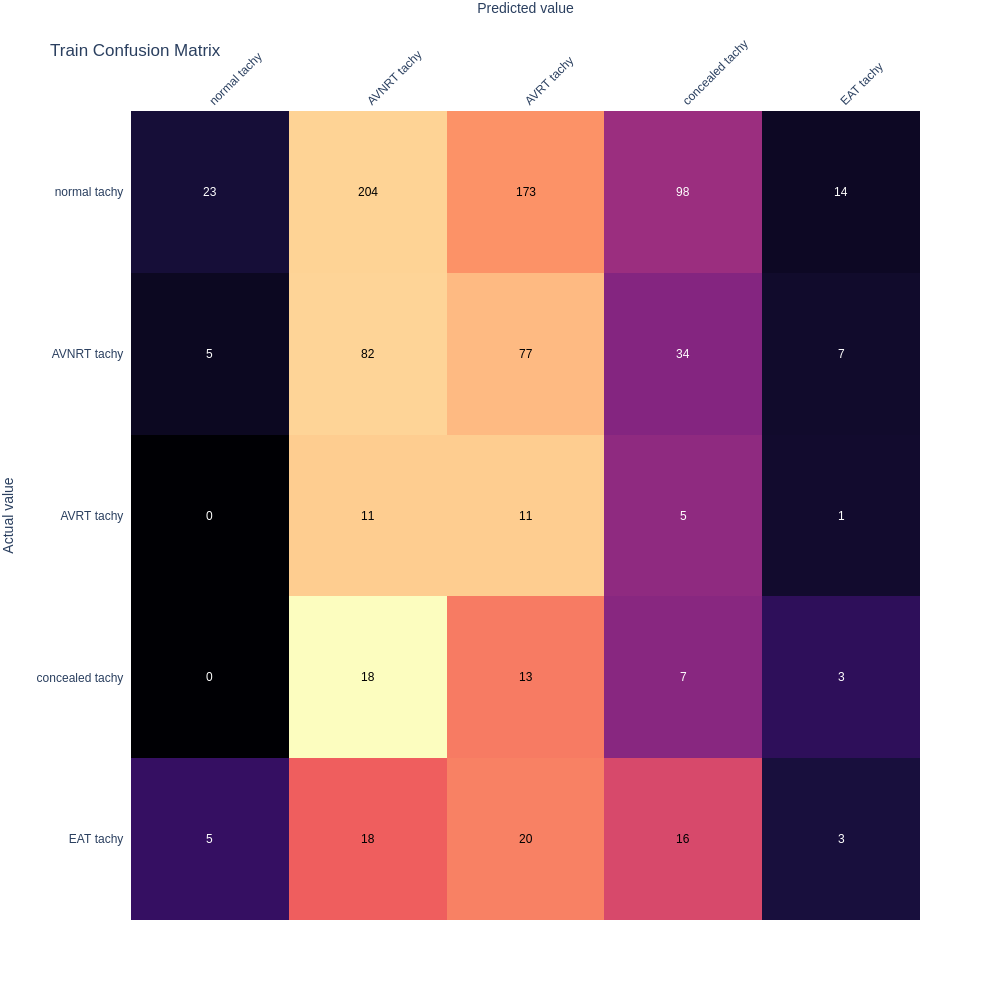 Predicted value
Train Confusion Matrix
normal tachy
AVNRT tachy
AVRT tachy
concealed tachy
EAT tachy
normal tachy 23 204 173 98 14
AVNRT tachy 5 82 77 34 7
AVRT tachy 0 11 11 5 1
concealed tachy 0 18 13 7 3
EAT tachy 5 18 20 16 3
Actual value